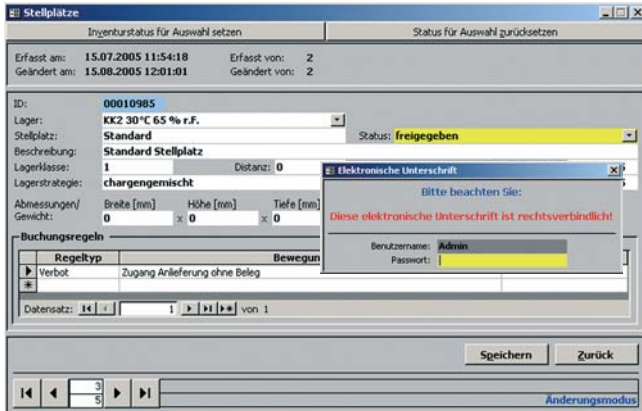 Stellplätze
Inventurstatus für Auswahl setzen Status für Auswahl zurücksetzen
Erfasst am: 15.07.2005 11:54:18 Erfasst von: 2
Geändert am: 15.08.2005 12:01:01 Geändert von: 2
ID: 00010985
Lager: KK2 30°C 65 % r.F.
Stellplatz: Standard Status: freigegeben
Beschreibung: Standard Stellplatz
Lagerklasse: 1 Distanz: 0
Lagerstrategie: chargengemischt
Abmessungen/ Breite [mm] Höhe [mm] Tiefe [mm]
Gewicht: 0 x 0 x 0
Elektronische Unterschrift
Bitte beachten Sie:
Diese elektronische Unterschrift ist rechtsverbindlich!
Benutzername: Admin
Passwort:
Buchungsregeln
Regeltyp Bewegun
Verbot Zugang Anlieferung ohne Beleg
Datensatz: 1 von 1
Speichern Zurück
3
5
Änderungsmodus